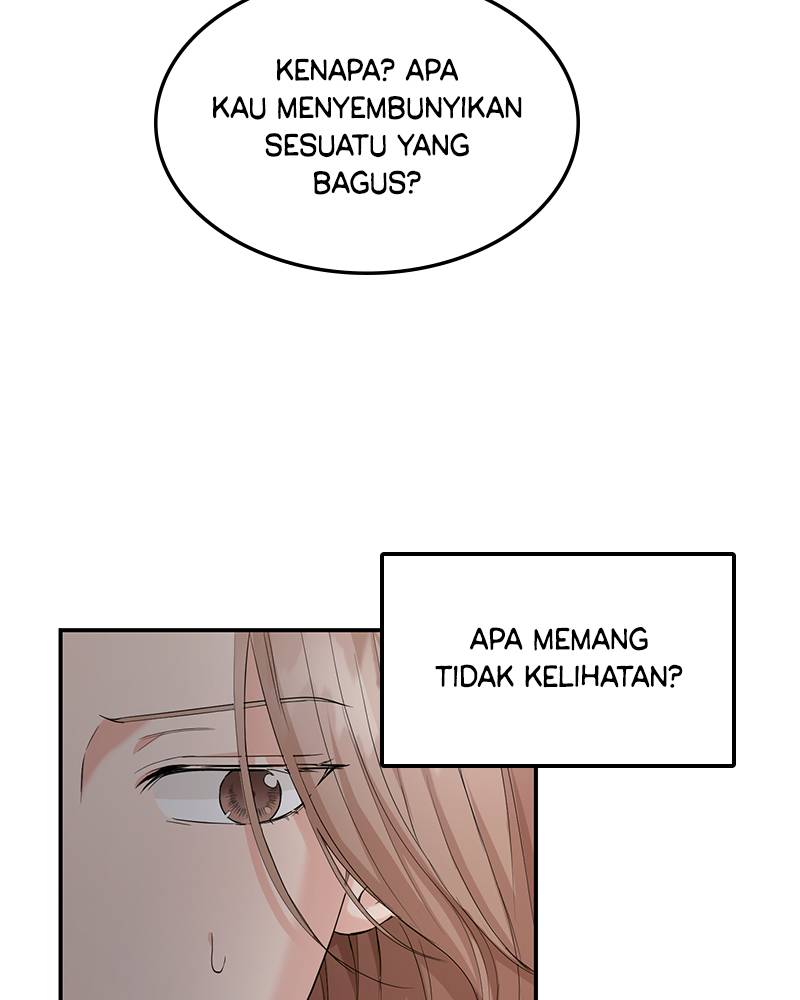 KENAPA? APA
KAU MENYEMBUNYIKAN
SESUATU YANG
BAGUS?
APA MEMANG
TIDAK KELIHATAN?